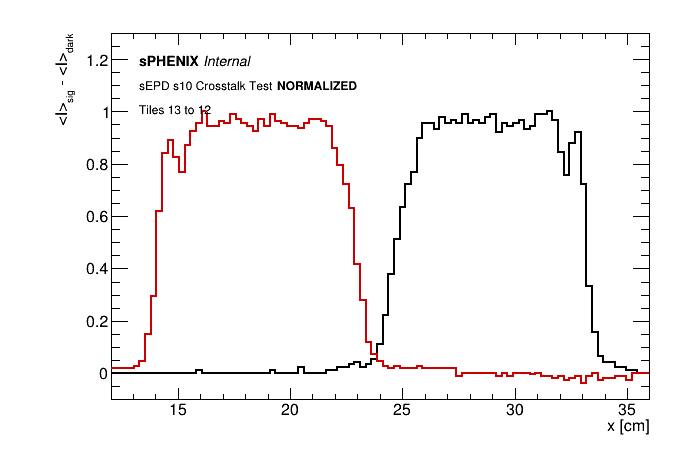 <I>sig - <I>dark
sPHENIX Internal
sEPD s10 Crosstalk Test NORMALIZED
Tiles 13 to 12
1.2
1
0.8
0.6
0.4
0.2
0
15 20 25 30 35
x [cm]